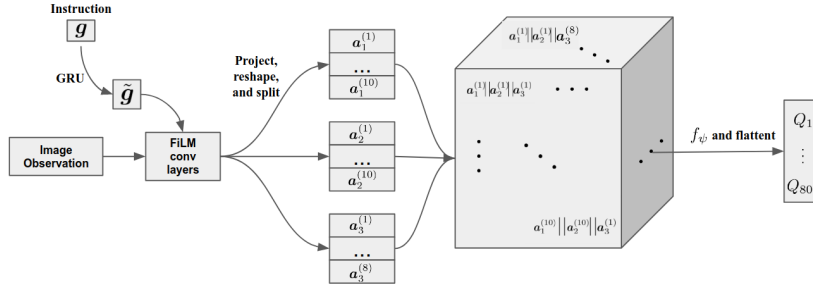 Instruction
g
GRU
g̃
Image
Observation
FiLM
conv
layers
Project,
reshape,
and split
a₁⁽¹⁾
...
a₁⁽¹⁰⁾
a₂⁽¹⁾
...
a₂⁽¹⁰⁾
a₃⁽¹⁾
...
a₃⁽⁸⁾
a₁⁽¹⁾||a₂⁽¹⁾||a₃⁽⁸⁾
a₁⁽¹⁾||a₂⁽¹⁾||a₃⁽¹⁾
a₁⁽¹⁰⁾||a₂⁽¹⁰⁾||a₃⁽¹⁾
f_ψ and flattent
Q₁
⋮
Q₈₀